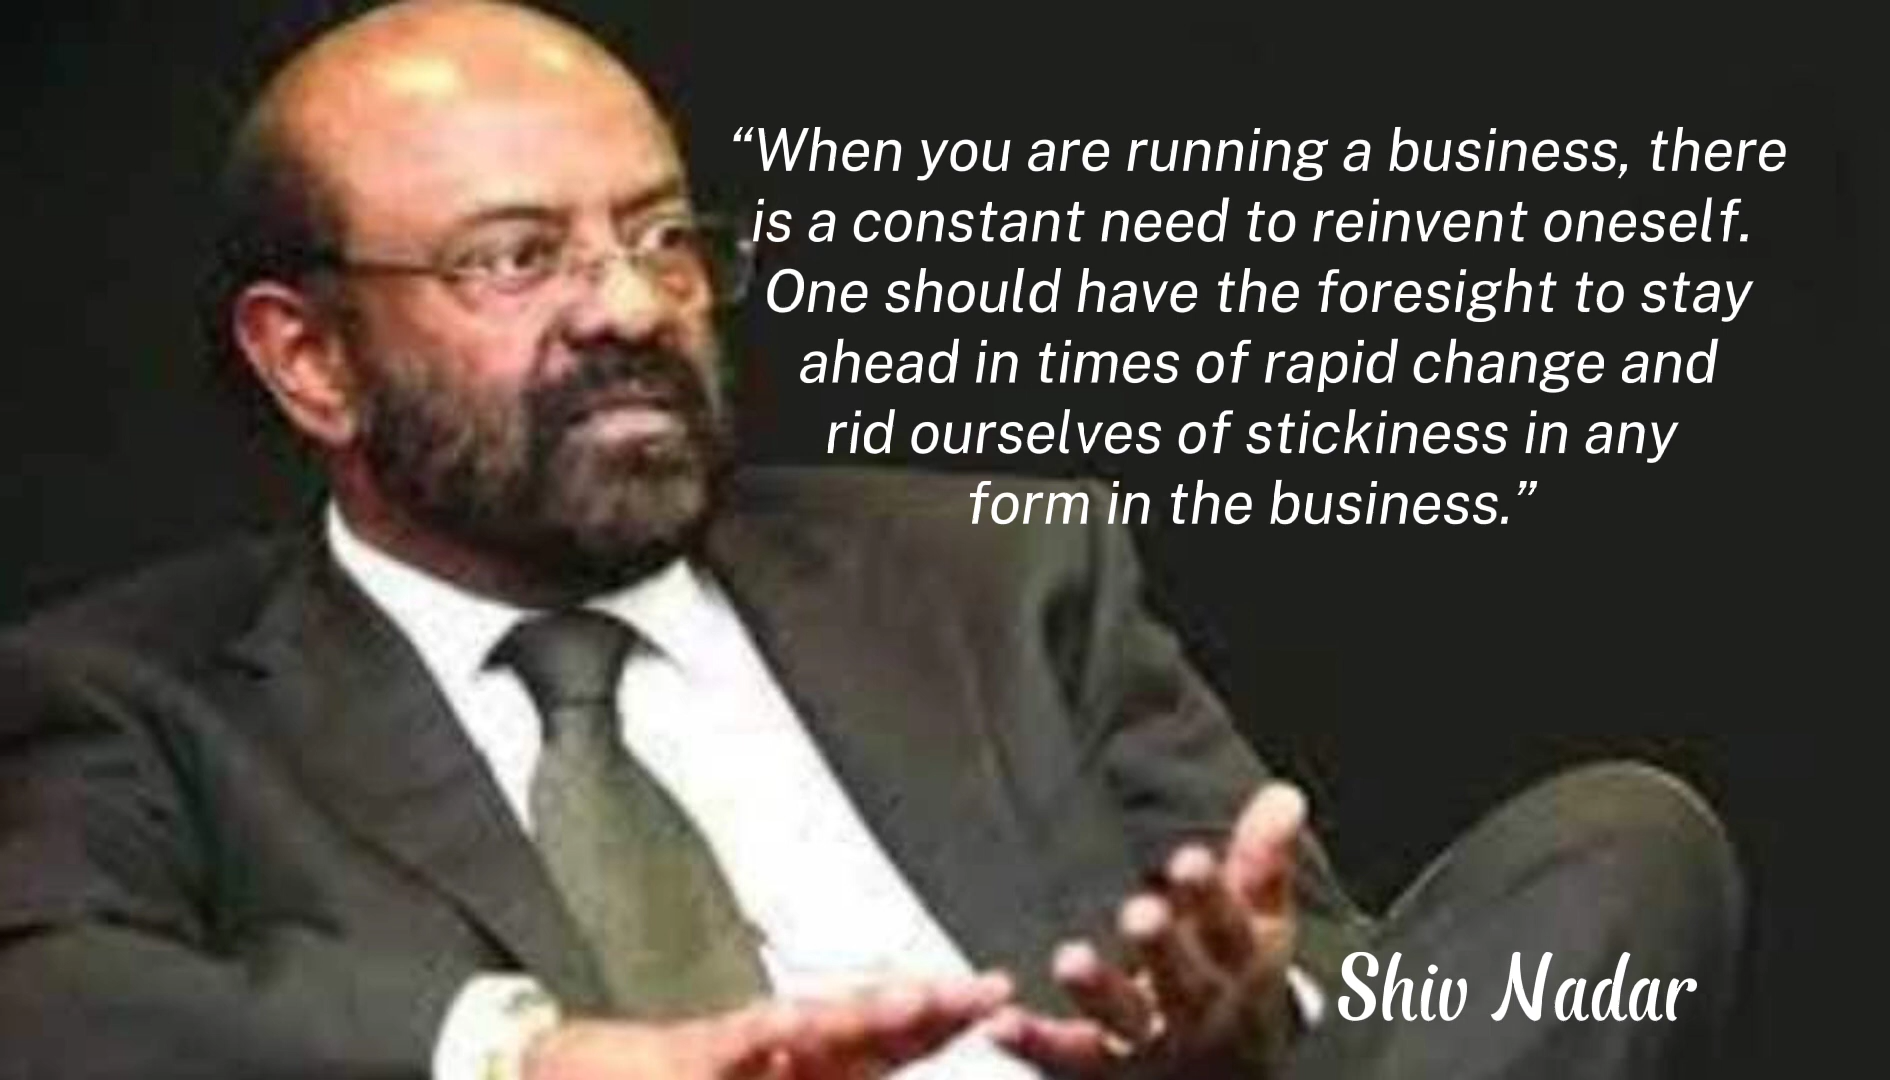 “When you are running a business, there
is a constant need to reinvent oneself.
One should have the foresight to stay
ahead in times of rapid change and
rid ourselves of stickiness in any
form in the business.”
Shiv Nadar